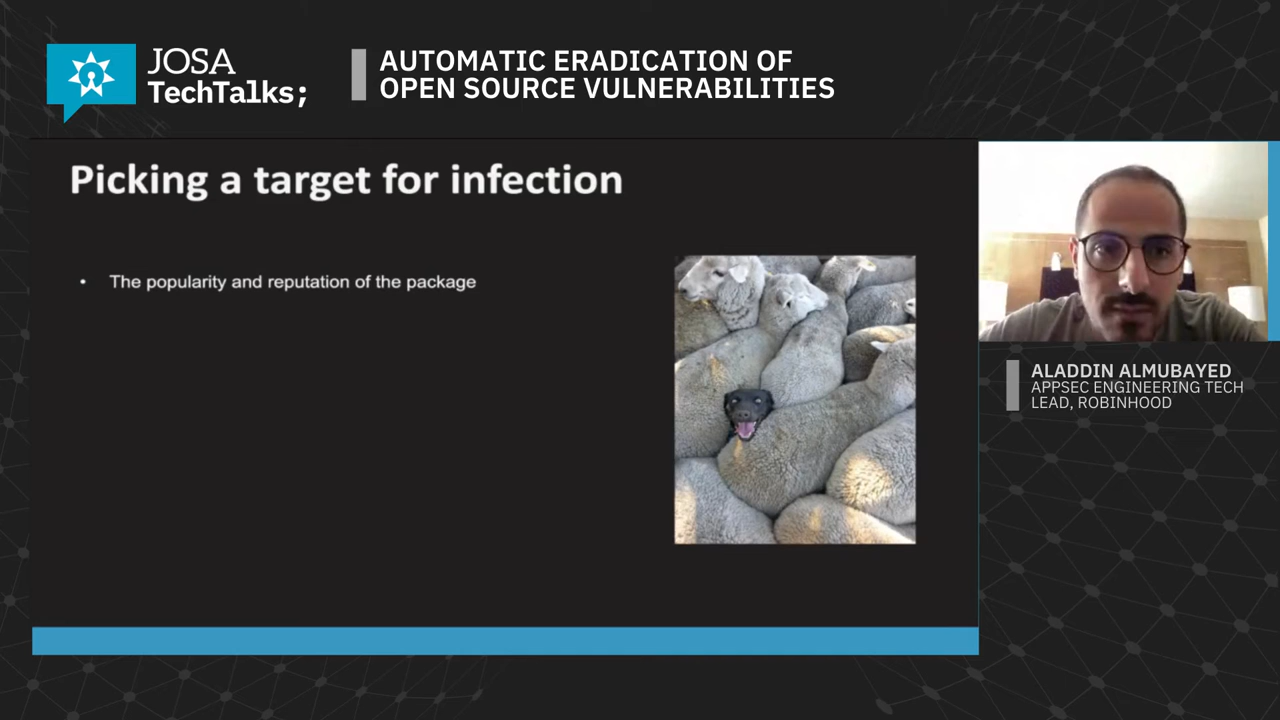 JOSA
TechTalks;
AUTOMATIC ERADICATION OF
OPEN SOURCE VULNERABILITIES
Picking a target for infection
• The popularity and reputation of the package
ALADDIN ALMUBAYED
APPSEC ENGINEERING TECH
LEAD, ROBINHOOD